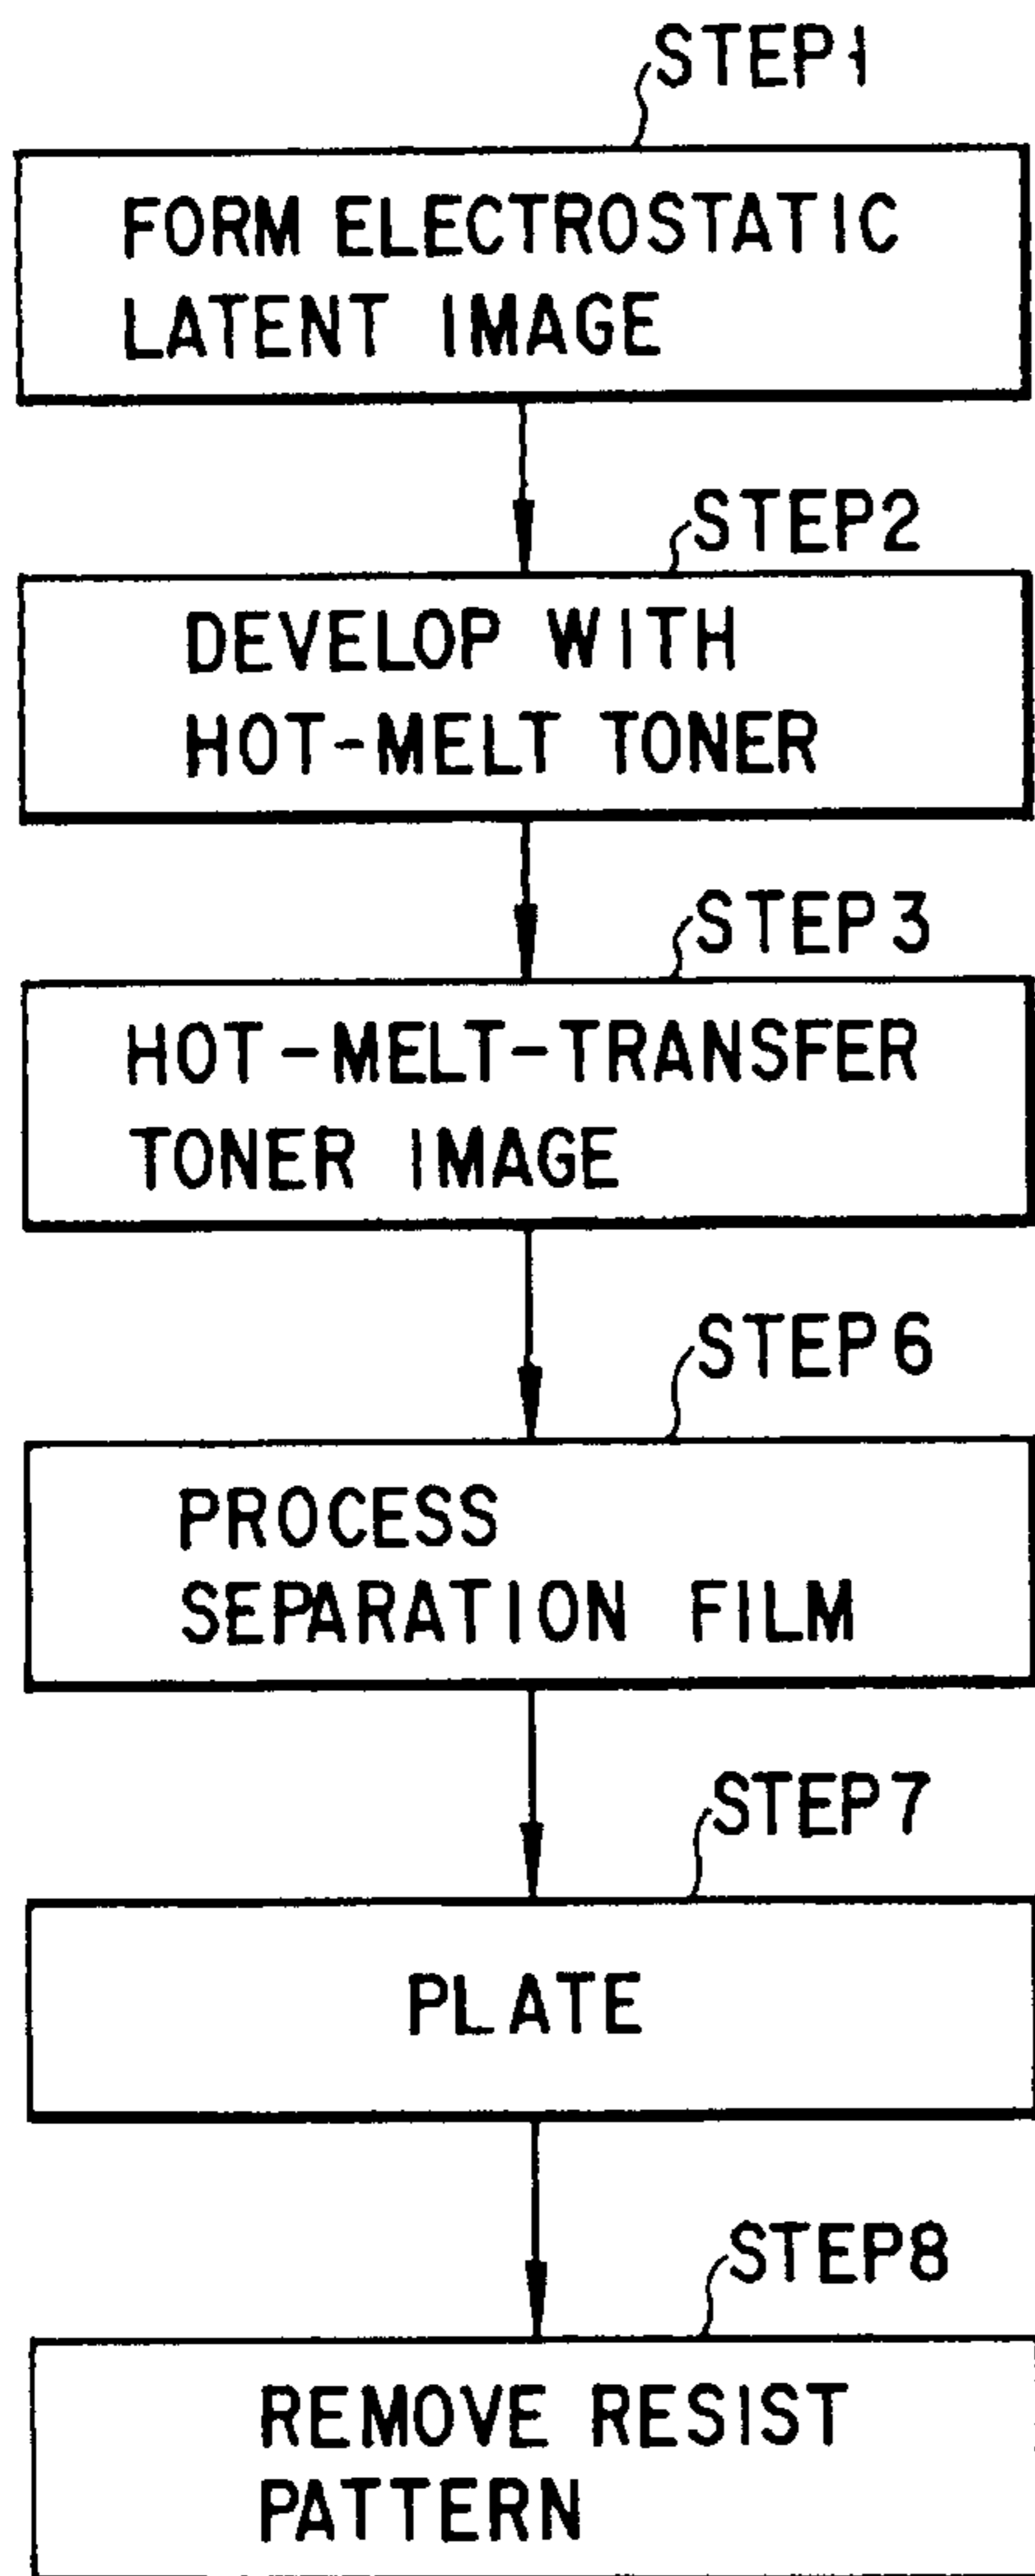 STEP1
FORM ELECTROSTATIC
LATENT IMAGE
STEP2
DEVELOP WITH
HOT-MELT TONER
STEP3
HOT-MELT-TRANSFER
TONER IMAGE
STEP6
PROCESS
SEPARATION FILM
STEP7
PLATE
STEP8
REMOVE RESIST
PATTERN